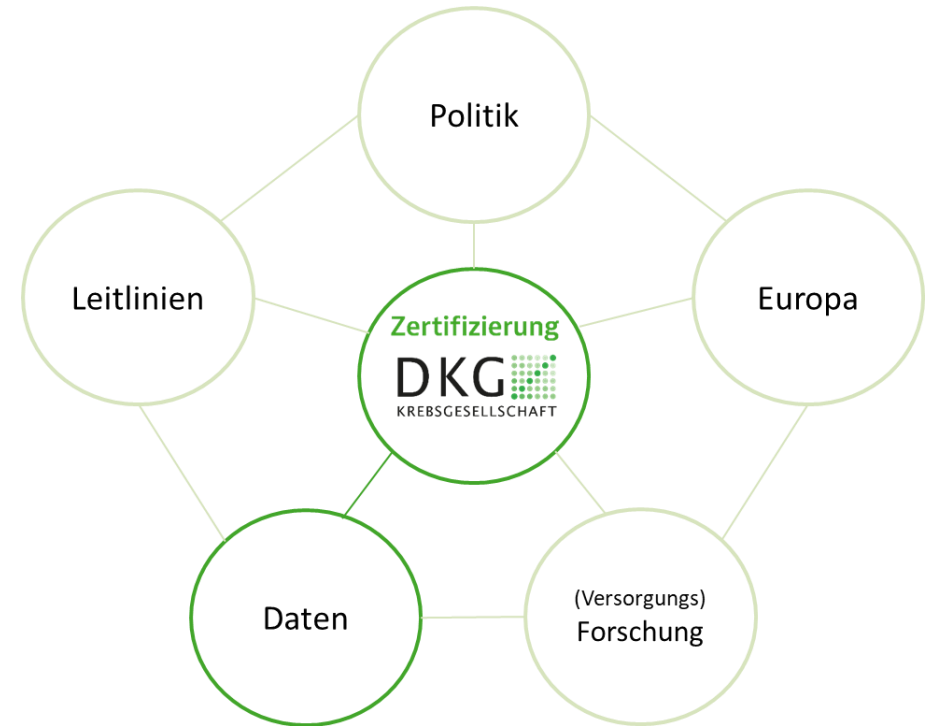 Politik
Leitlinien
Europa
Zertifizierung
DKG
KREBSGESELLSCHAFT
Daten
(Versorgungs)
Forschung